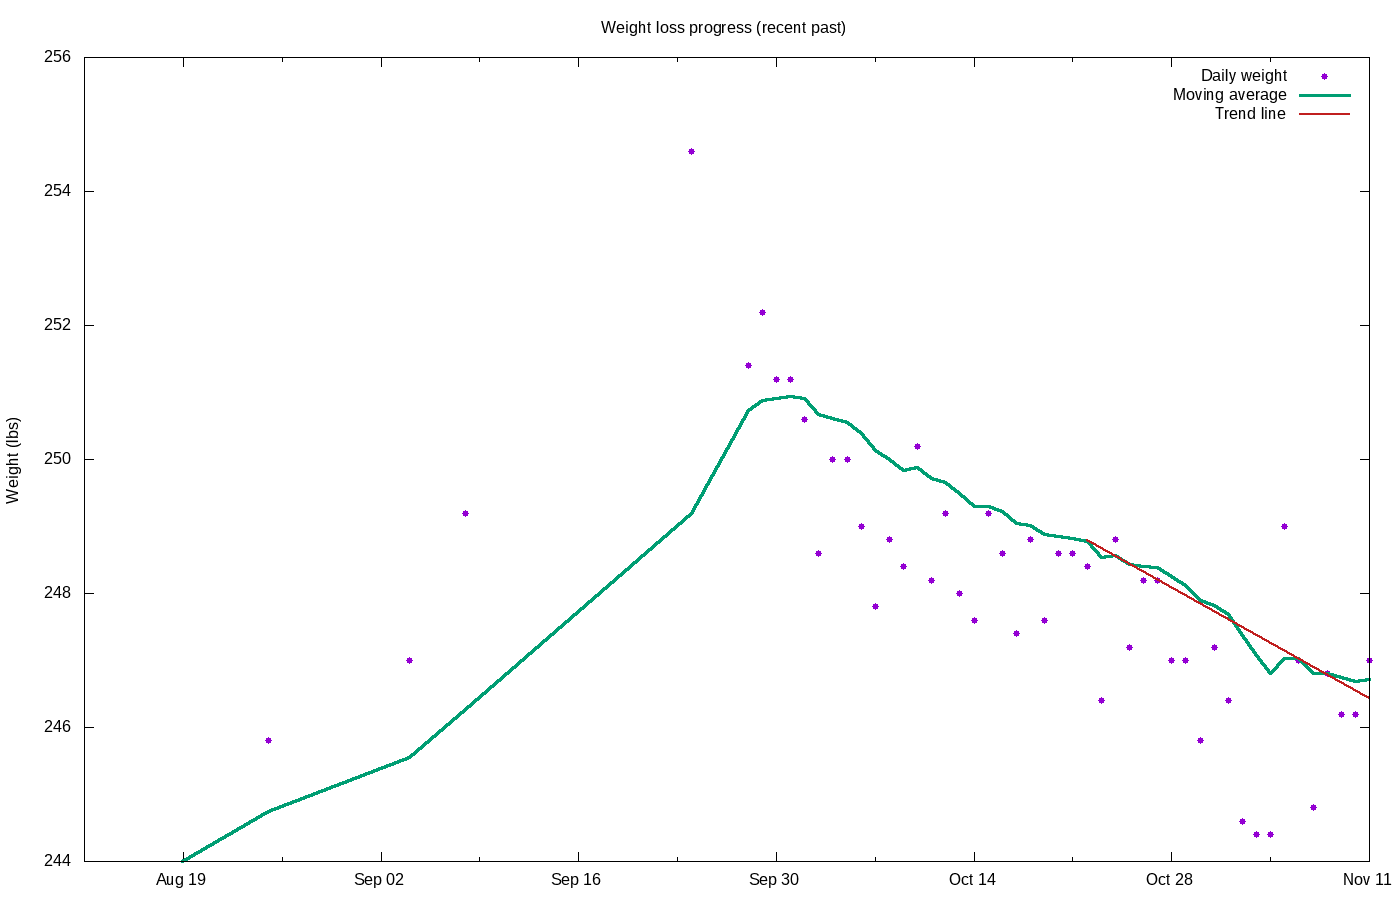 Weight loss progress (recent past)
256
254
252
250
248
246
244
Weight (lbs)
Daily weight
Moving average
Trend line
Aug 19
Sep 02
Sep 16
Sep 30
Oct 14
Oct 28
Nov 11